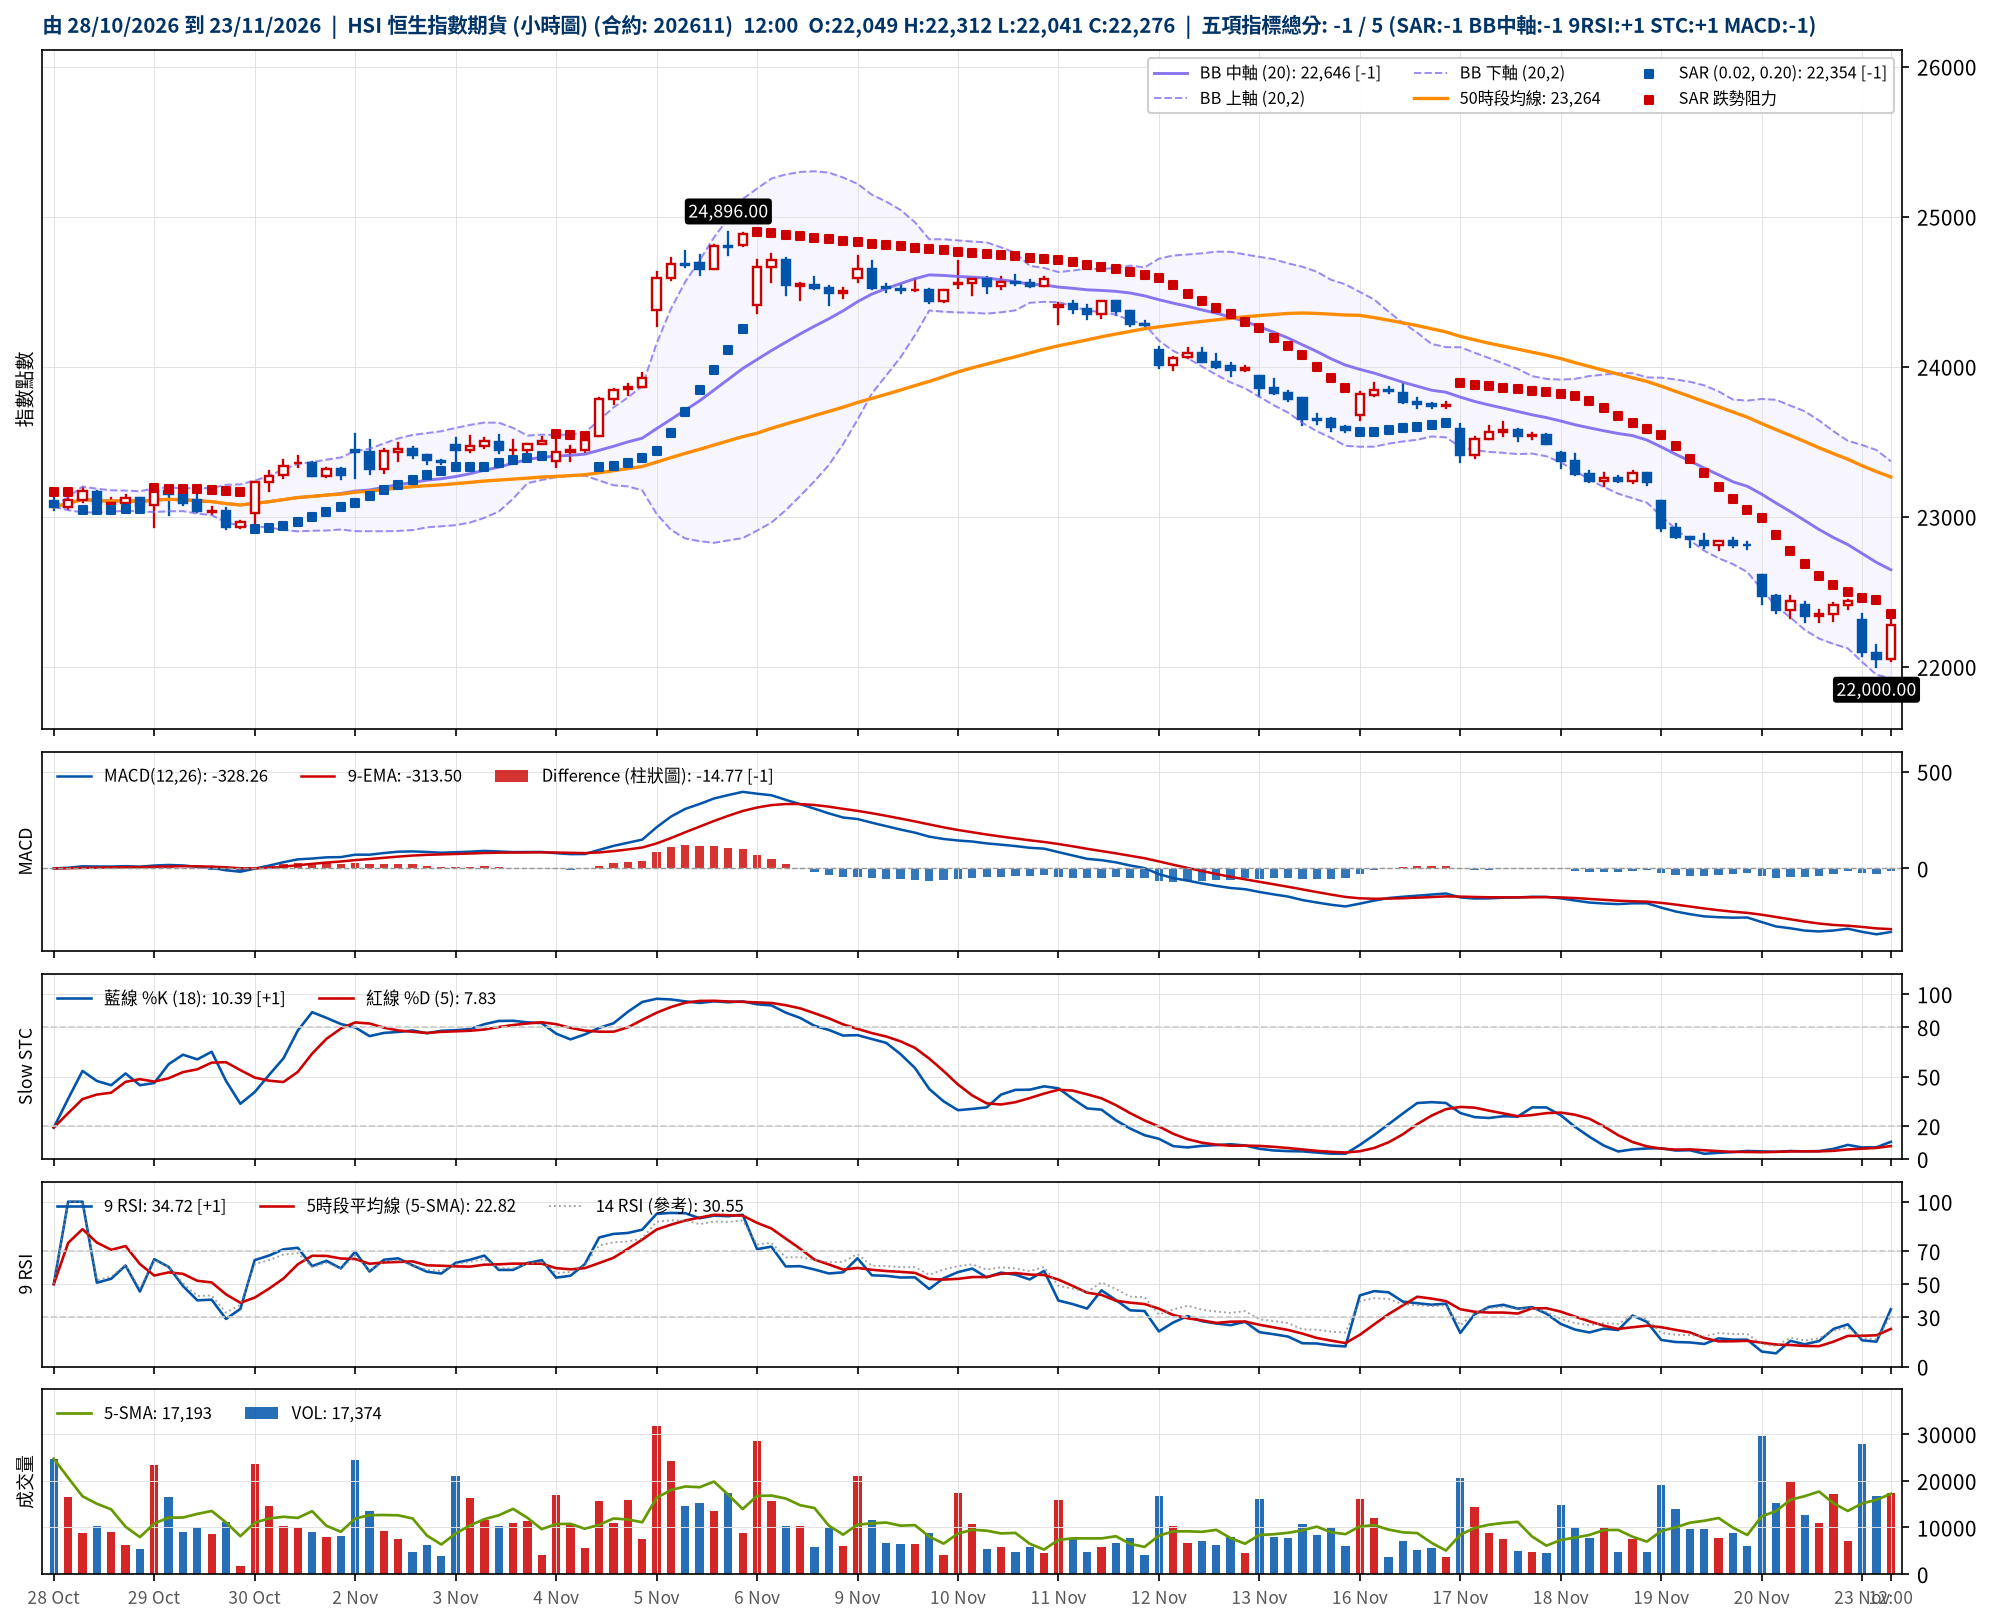 由 28/10/2026 到 23/11/2026 | HSI 恒生指數期貨 (小時圖) (合約: 202611) 12:00 O:22,049 H:22,312 L:22,041 C:22,276 | 五項指標總分: -1 / 5 (SAR:-1 BB中軸:-1 9RSI:+1 STC:+1 MACD:-1)
BB 中軸 (20): 22,646 [-1]
BB 下軸 (20,2)
SAR (0.02, 0.20): 22,354 [-1]
BB 上軸 (20,2)
50時段均線: 23,264
SAR 跌勢阻力
26000
25000
24000
23000
22000
指數點數
24,896.00
22,000.00
MACD(12,26): -328.26
9-EMA: -313.50
Difference (柱狀圖): -14.77 [-1]
500
0
MACD
藍線 %K (18): 10.39 [+1]
紅線 %D (5): 7.83
100
80
50
20
0
Slow STC
9 RSI: 34.72 [+1]
5時段平均線 (5-SMA): 22.82
14 RSI (參考): 30.55
100
70
50
30
0
9 RSI
5-SMA: 17,193
VOL: 17,374
30000
20000
10000
0
成交量
28 Oct
29 Oct
30 Oct
2 Nov
3 Nov
4 Nov
5 Nov
6 Nov
9 Nov
10 Nov
11 Nov
12 Nov
13 Nov
16 Nov
17 Nov
18 Nov
19 Nov
20 Nov
23 Nov
12:00